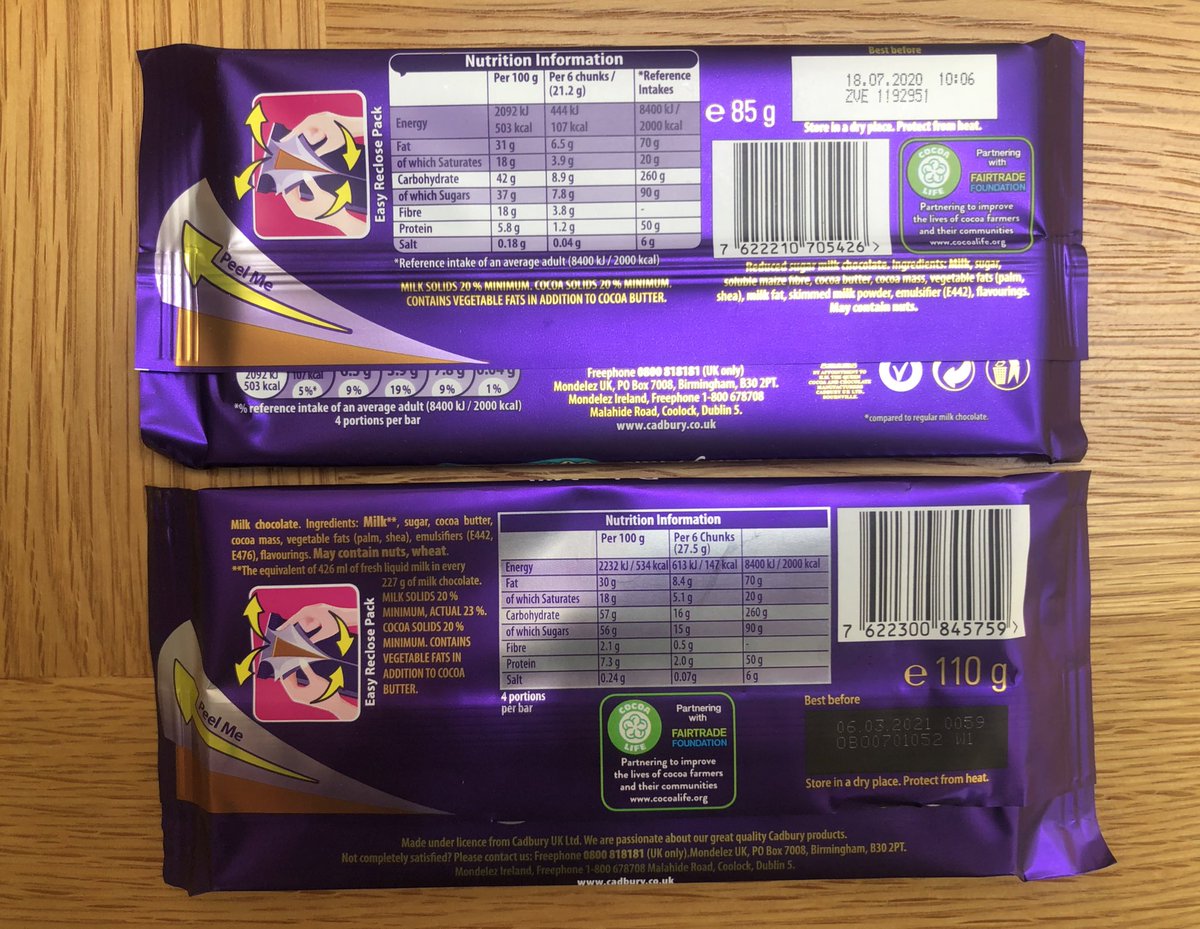 Nutrition Information
Per 100 g Per 6 chunks / (21.2 g) *Reference Intakes
Energy 2092 kJ 503 kcal 444 kJ 107 kcal 8400 kJ / 2000 kcal
Fat 31 g 6.5 g 70 g
of which Saturates 18 g 3.9 g 20 g
Carbohydrate 42 g 8.9 g 260 g
of which Sugars 37 g 7.8 g 90 g
Fibre 18 g 3.8 g -
Protein 5.8 g 1.2 g 50 g
Salt 0.18 g 0.04 g 6 g
*Reference intake of an average adult (8400 kJ / 2000 kcal)
MILK SOLIDS 20 % MINIMUM. COCOA SOLIDS 20 % MINIMUM.
CONTAINS VEGETABLE FATS IN ADDITION TO COCOA BUTTER.
Easy Reclose Pack
Peel Me
e 85 g
Best before
18.07.2020 10:06
ZVE 1192951
Store in a dry place. Protect from heat.
7 622210 705426 >
COCOA LIFE
Partnering
with
FAIRTRADE
FOUNDATION
Partnering to improve
the lives of cocoa farmers
and their communities
www.cocoalife.org
Reduced sugar milk chocolate. Ingredients: Milk, sugar,
soluble maize fibre, cocoa butter, cocoa mass, vegetable fats (palm,
shea), milk fat, skimmed milk powder, emulsifier (E442), flavourings.
May contain nuts.
2092 kJ 107 kcal 6.5 g 3.9 g 7.8 g 0.04 g
503 kcal 5%* 9% 19% 9% 1%
*% reference intake of an average adult (8400 kJ / 2000 kcal)
4 portions per bar
Freephone 0800 818181 (UK only)
Mondelez UK, PO Box 7008, Birmingham, B30 2PT.
Mondelez Ireland, Freephone 1-800 678708
Malahide Road, Coolock, Dublin 5.
www.cadbury.co.uk
*compared to regular milk chocolate.
Milk chocolate. Ingredients: Milk**, sugar, cocoa butter,
cocoa mass, vegetable fats (palm, shea), emulsifiers (E442,
E476), flavourings. May contain nuts, wheat.
**The equivalent of 426 ml of fresh liquid milk in every
227 g of milk chocolate.
MILK SOLIDS 20 %
MINIMUM, ACTUAL 23 %.
COCOA SOLIDS 20 %
MINIMUM. CONTAINS
VEGETABLE FATS IN
ADDITION TO COCOA
BUTTER.
Easy Reclose Pack
Peel Me
Nutrition Information
Per 100 g Per 6 Chunks (27.5 g)
Energy 2232 kJ / 534 kcal 613 kJ / 147 kcal 8400 kJ / 2000 kcal
Fat 30 g 8.4 g 70 g
of which Saturates 18 g 5.1 g 20 g
Carbohydrate 57 g 16 g 260 g
of which Sugars 56 g 15 g 90 g
Fibre 2.1 g 0.5 g -
Protein 7.3 g 2.0 g 50 g
Salt 0.24 g 0.07g 6 g
4 portions
per bar
COCOA LIFE
Partnering
with
FAIRTRADE
FOUNDATION
Partnering to improve
the lives of cocoa farmers
and their communities
www.cocoalife.org
7 622300 845759 >
e 110 g
Best before
06.03.2021 0059
OBO0701052 W1
Store in a dry place. Protect from heat.
Made under licence from Cadbury UK Ltd. We are passionate about our great quality Cadbury products.
Not completely satisfied? Please contact us: Freephone 0800 818181 (UK only).Mondelez UK, PO Box 7008, Birmingham, B30 2PT.
Mondelez Ireland, Freephone 1-800 678708 Malahide Road, Coolock, Dublin 5.
www.cadbury.co.uk